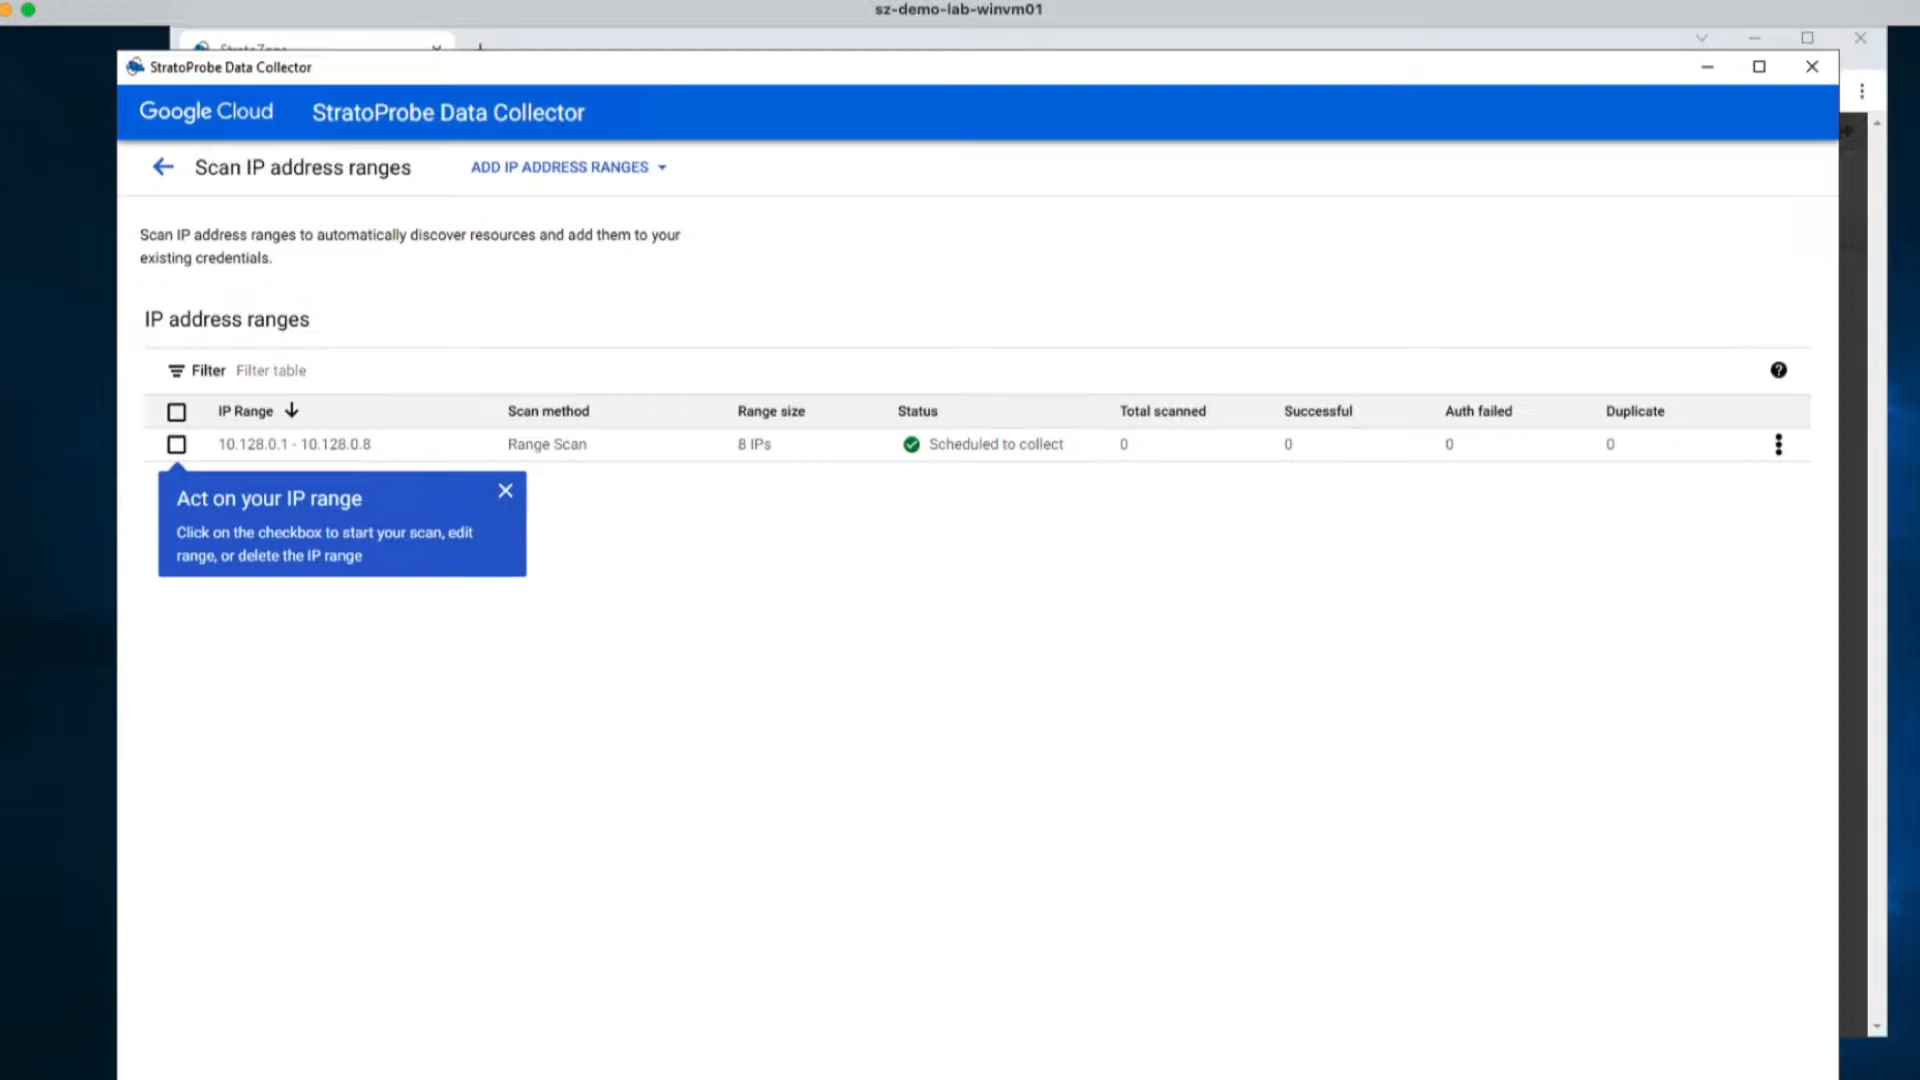 sz-demo-lab-winvm01
StratoZone
StratoProbe Data Collector
Google Cloud StratoProbe Data Collector
Scan IP address ranges ADD IP ADDRESS RANGES
Scan IP address ranges to automatically discover resources and add them to your
existing credentials.
IP address ranges
Filter Filter table
IP Range Scan method Range size Status Total scanned Successful Auth failed Duplicate
10.128.0.1 - 10.128.0.8 Range Scan 8 IPs Scheduled to collect 0 0 0 0
Act on your IP range
Click on the checkbox to start your scan, edit
range, or delete the IP range